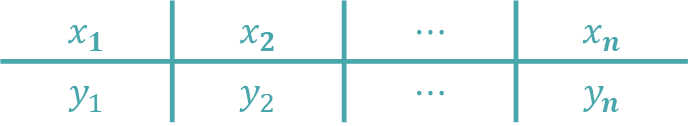 x₁ x₂ ⋯ xₙ
y₁ y₂ ⋯ yₙ